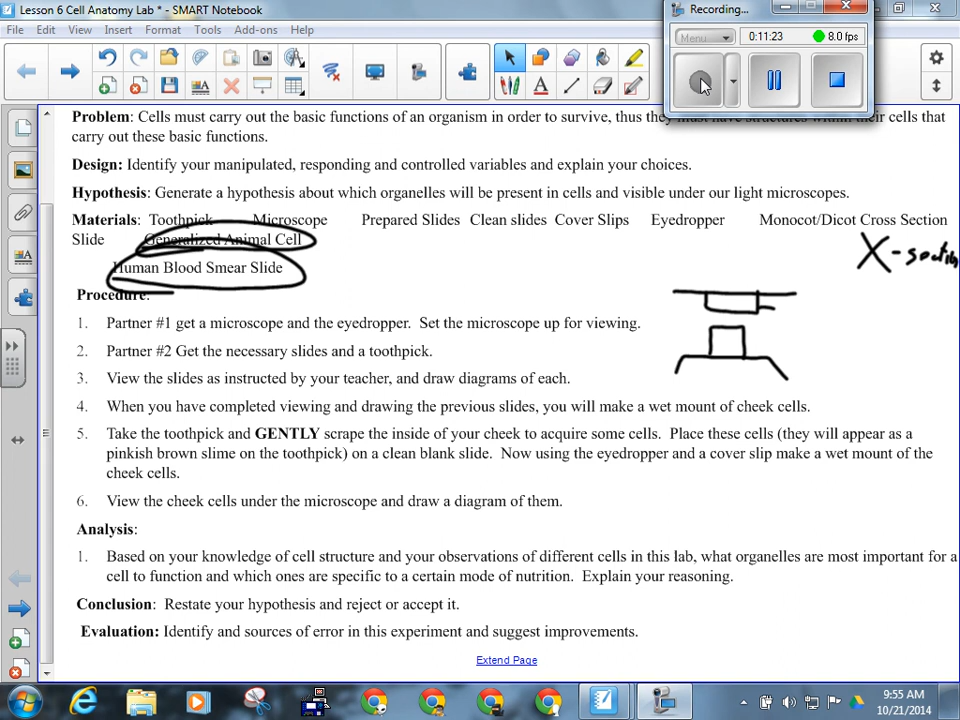 Lesson 6 Cell Anatomy Lab * - SMART Notebook
Recording...
File Edit View Insert Format Tools Add-ons Help
Menu 0:11:23 8.0 fps
Problem: Cells must carry out the basic functions of an organism in order to survive, thus they must have structures within their cells that
carry out these basic functions.
Design: Identify your manipulated, responding and controlled variables and explain your choices.
Hypothesis: Generate a hypothesis about which organelles will be present in cells and visible under our light microscopes.
Materials: Toothpick Microscope Prepared Slides Clean slides Cover Slips Eyedropper Monocot/Dicot Cross Section
Slide Generalized Animal Cell
X-section
Human Blood Smear Slide
Procedure:
1. Partner #1 get a microscope and the eyedropper. Set the microscope up for viewing.
2. Partner #2 Get the necessary slides and a toothpick.
3. View the slides as instructed by your teacher, and draw diagrams of each.
4. When you have completed viewing and drawing the previous slides, you will make a wet mount of cheek cells.
5. Take the toothpick and GENTLY scrape the inside of your cheek to acquire some cells. Place these cells (they will appear as a
pinkish brown slime on the toothpick) on a clean blank slide. Now using the eyedropper and a cover slip make a wet mount of the
cheek cells.
6. View the cheek cells under the microscope and draw a diagram of them.
Analysis:
1. Based on your knowledge of cell structure and your observations of different cells in this lab, what organelles are most important for a
cell to function and which ones are specific to a certain mode of nutrition. Explain your reasoning.
Conclusion: Restate your hypothesis and reject or accept it.
Evaluation: Identify and sources of error in this experiment and suggest improvements.
Extend Page
9:55 AM
10/21/2014